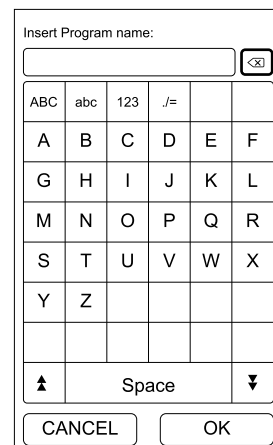 Insert Program name:
ABC abc 123 ./=
A B C D E F
G H I J K L
M N O P Q R
S T U V W X
Y Z
Space
CANCEL OK